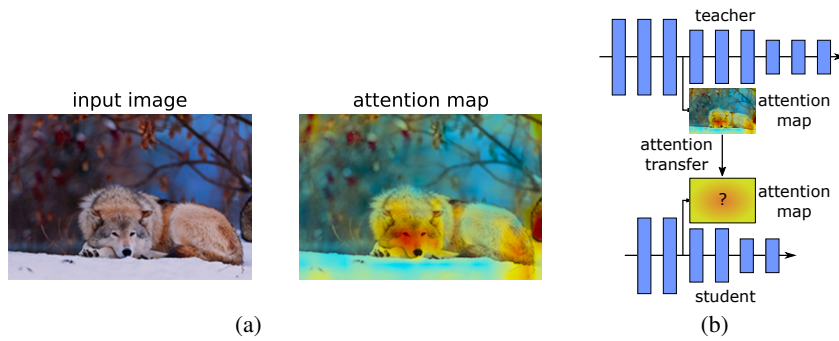 input image
attention map
(a)
teacher
attention
map
attention
transfer
?
attention
map
student
(b)